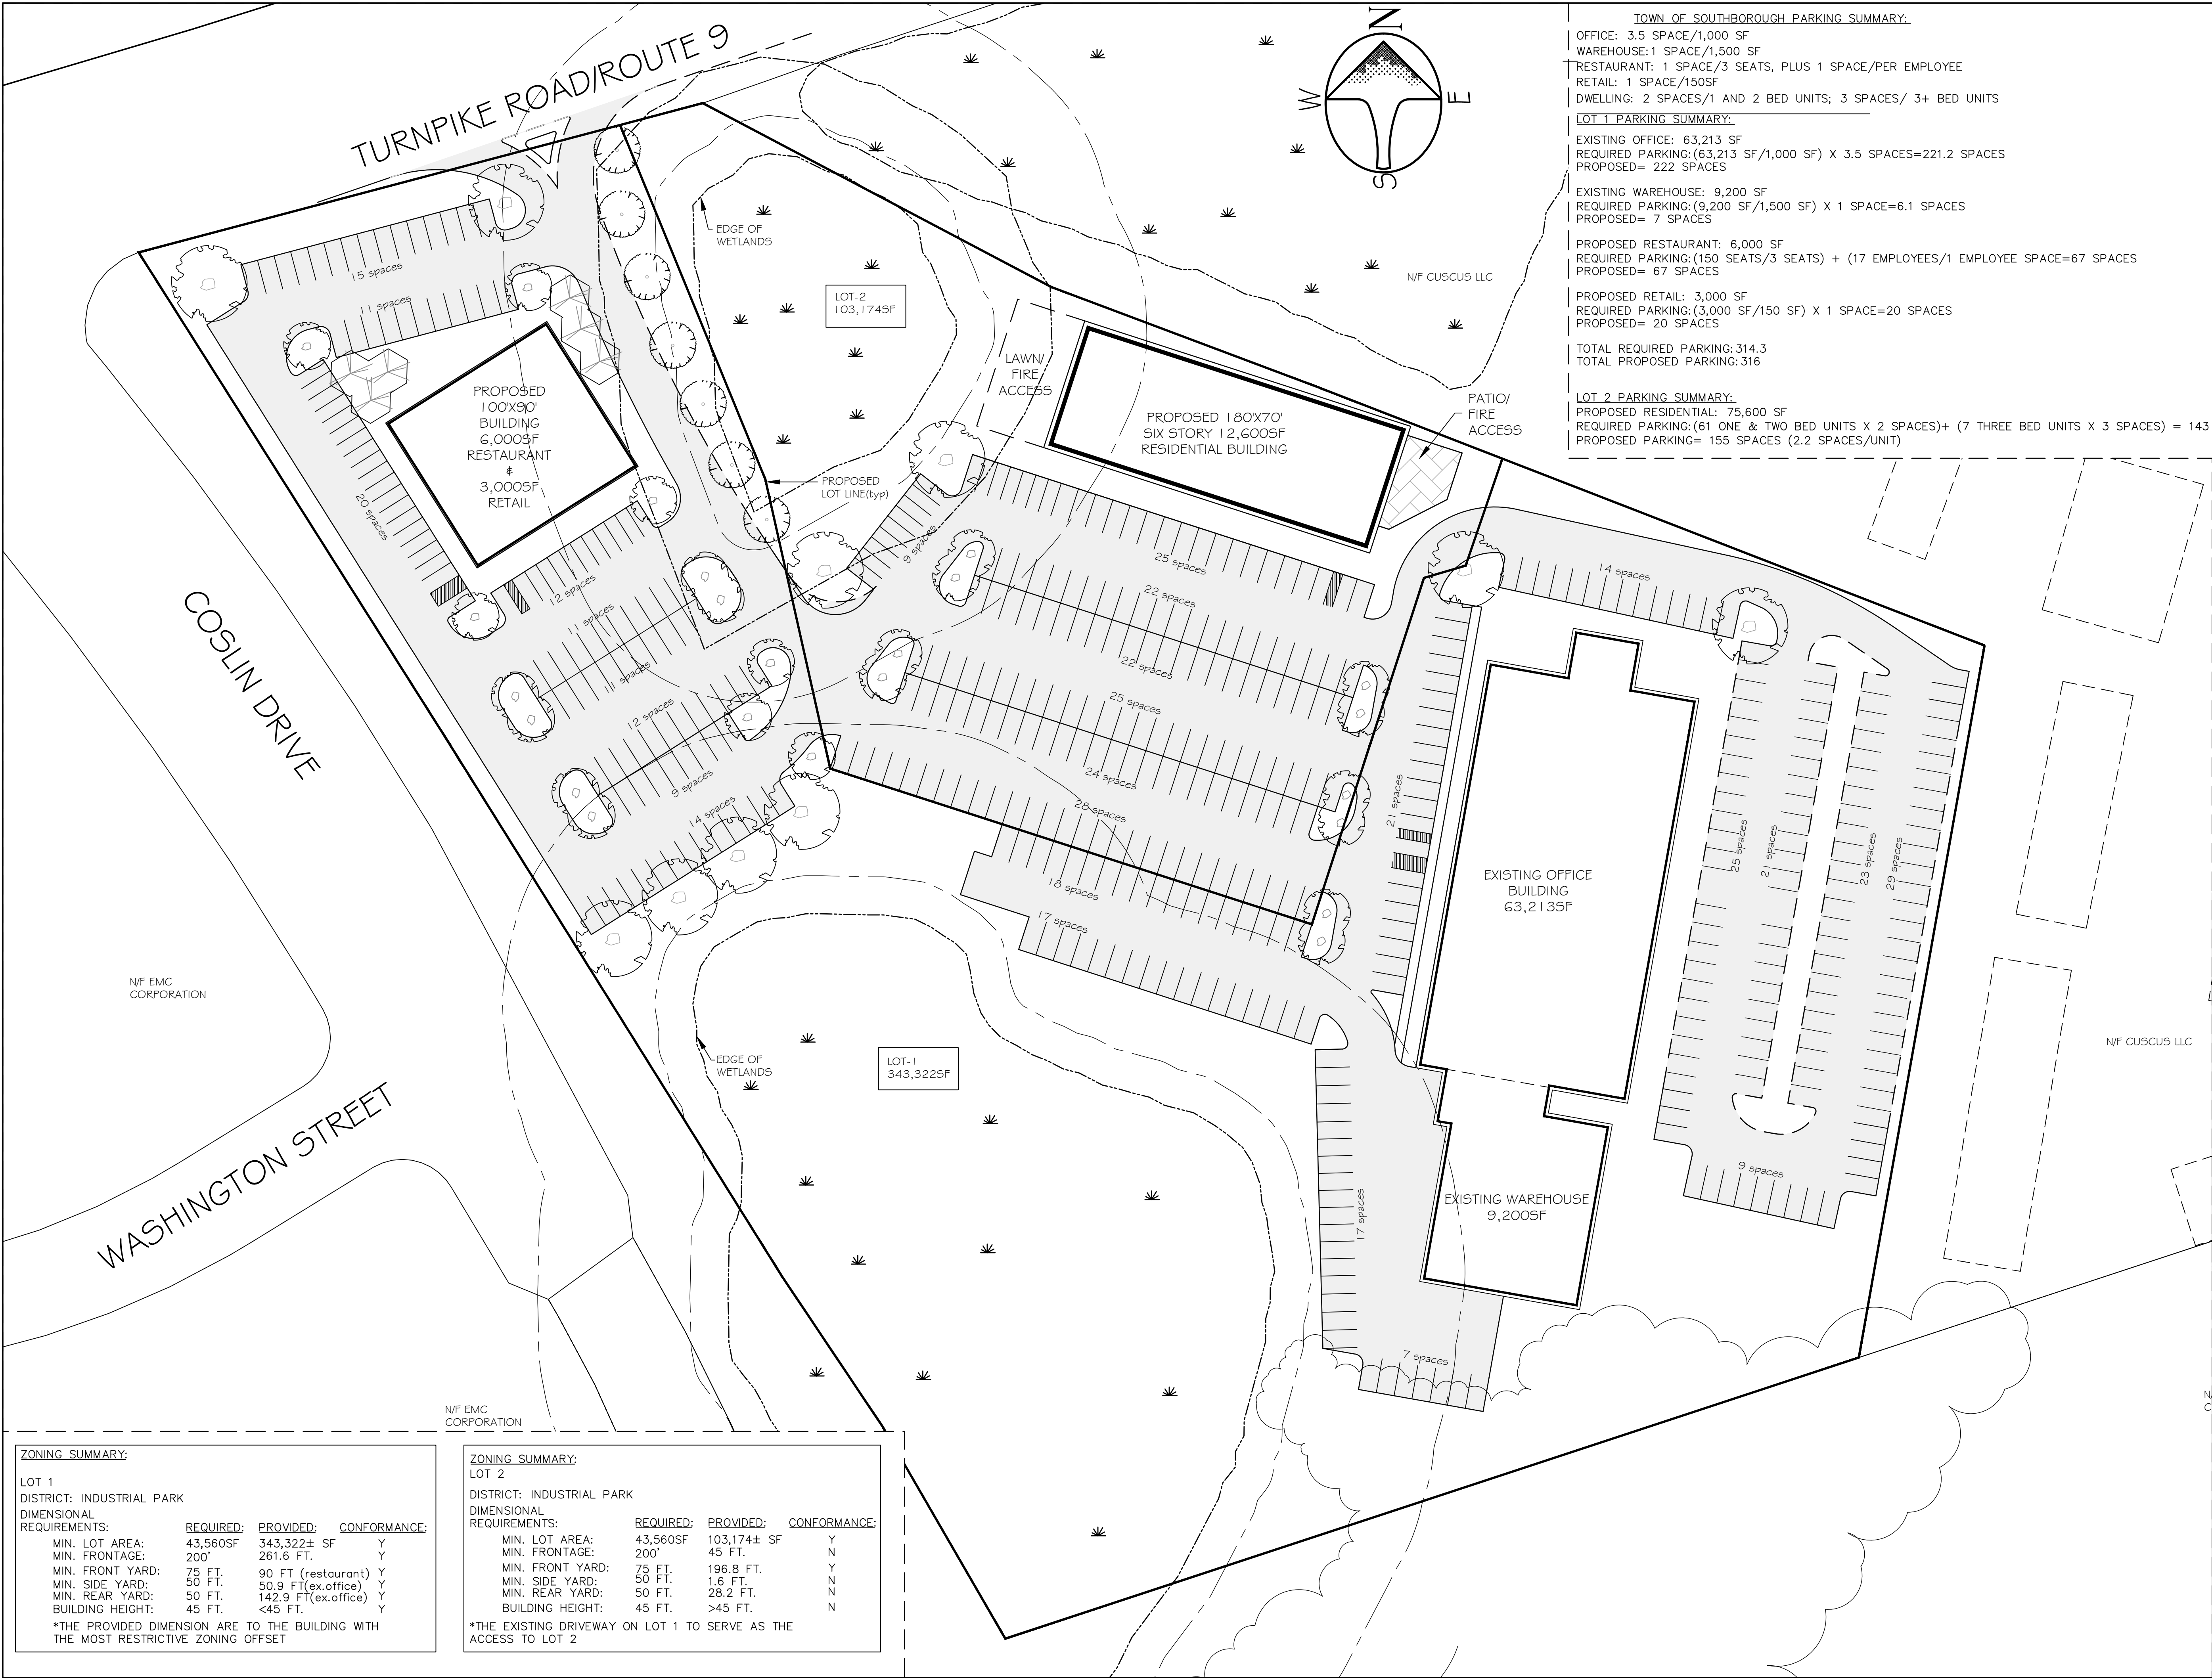 TOWN OF SOUTHBOROUGH PARKING SUMMARY:
OFFICE: 3.5 SPACE/1,000 SF
WAREHOUSE: 1 SPACE/1,500 SF
RESTAURANT: 1 SPACE/3 SEATS, PLUS 1 SPACE/PER EMPLOYEE
RETAIL: 1 SPACE/150SF
DWELLING: 2 SPACES/1 AND 2 BED UNITS; 3 SPACES/ 3+ BED UNITS
LOT 1 PARKING SUMMARY:
EXISTING OFFICE: 63,213 SF
REQUIRED PARKING: (63,213 SF/1,000 SF) X 3.5 SPACES=221.2 SPACES
PROPOSED= 222 SPACES
EXISTING WAREHOUSE: 9,200 SF
REQUIRED PARKING: (9,200 SF/1,500 SF) X 1 SPACE=6.1 SPACES
PROPOSED= 7 SPACES
PROPOSED RESTAURANT: 6,000 SF
REQUIRED PARKING: (150 SEATS/3 SEATS) + (17 EMPLOYEES/1 EMPLOYEE SPACE=67 SPACES
PROPOSED= 67 SPACES
PROPOSED RETAIL: 3,000 SF
REQUIRED PARKING: (3,000 SF/150 SF) X 1 SPACE=20 SPACES
PROPOSED= 20 SPACES
TOTAL REQUIRED PARKING: 314.3
TOTAL PROPOSED PARKING: 316
LOT 2 PARKING SUMMARY:
PROPOSED RESIDENTIAL: 75,600 SF
REQUIRED PARKING: (61 ONE & TWO BED UNITS X 2 SPACES)+ (7 THREE BED UNITS X 3 SPACES) = 143
PROPOSED PARKING= 155 SPACES (2.2 SPACES/UNIT)
N
W
E
S
TURNPIKE ROAD/ROUTE 9
EDGE OF
WETLANDS
N/F CUSCUS LLC
15 spaces
11 spaces
LOT-2
103,174SF
LAWN/
FIRE
ACCESS
PROPOSED
100'X90'
BUILDING
6,000SF
RESTAURANT
&
3,000SF
RETAIL
PROPOSED 180'X70'
SIX STORY 12,600SF
RESIDENTIAL BUILDING
PATIO/
FIRE
ACCESS
PROPOSED
LOT LINE(typ)
20 spaces
9 spaces
25 spaces
14 spaces
12 spaces
22 spaces
11 spaces
22 spaces
11 spaces
25 spaces
12 spaces
24 spaces
9 spaces
28 spaces
14 spaces
21 spaces
COSLIN DRIVE
25 spaces
21 spaces
23 spaces
29 spaces
18 spaces
17 spaces
EXISTING OFFICE
BUILDING
63,213SF
N/F EMC
CORPORATION
EDGE OF
WETLANDS
LOT-1
343,322SF
N/F CUSCUS LLC
WASHINGTON STREET
9 spaces
17 spaces
EXISTING WAREHOUSE
9,200SF
7 spaces
N/F EMC
CORPORATION
ZONING SUMMARY:
LOT 1
DISTRICT: INDUSTRIAL PARK
DIMENSIONAL
REQUIREMENTS: REQUIRED: PROVIDED: CONFORMANCE:
MIN. LOT AREA: 43,560SF 343,322± SF Y
MIN. FRONTAGE: 200' 261.6 FT. Y
MIN. FRONT YARD: 75 FT. 90 FT (restaurant) Y
MIN. SIDE YARD: 50 FT. 50.9 FT(ex.office) Y
MIN. REAR YARD: 50 FT. 142.9 FT(ex.office) Y
BUILDING HEIGHT: 45 FT. <45 FT. Y
*THE PROVIDED DIMENSION ARE TO THE BUILDING WITH
THE MOST RESTRICTIVE ZONING OFFSET
ZONING SUMMARY:
LOT 2
DISTRICT: INDUSTRIAL PARK
DIMENSIONAL
REQUIREMENTS: REQUIRED: PROVIDED: CONFORMANCE:
MIN. LOT AREA: 43,560SF 103,174± SF Y
MIN. FRONTAGE: 200' 45 FT. N
MIN. FRONT YARD: 75 FT. 196.8 FT. Y
MIN. SIDE YARD: 50 FT. 1.6 FT. N
MIN. REAR YARD: 50 FT. 28.2 FT. N
BUILDING HEIGHT: 45 FT. >45 FT. N
*THE EXISTING DRIVEWAY ON LOT 1 TO SERVE AS THE
ACCESS TO LOT 2